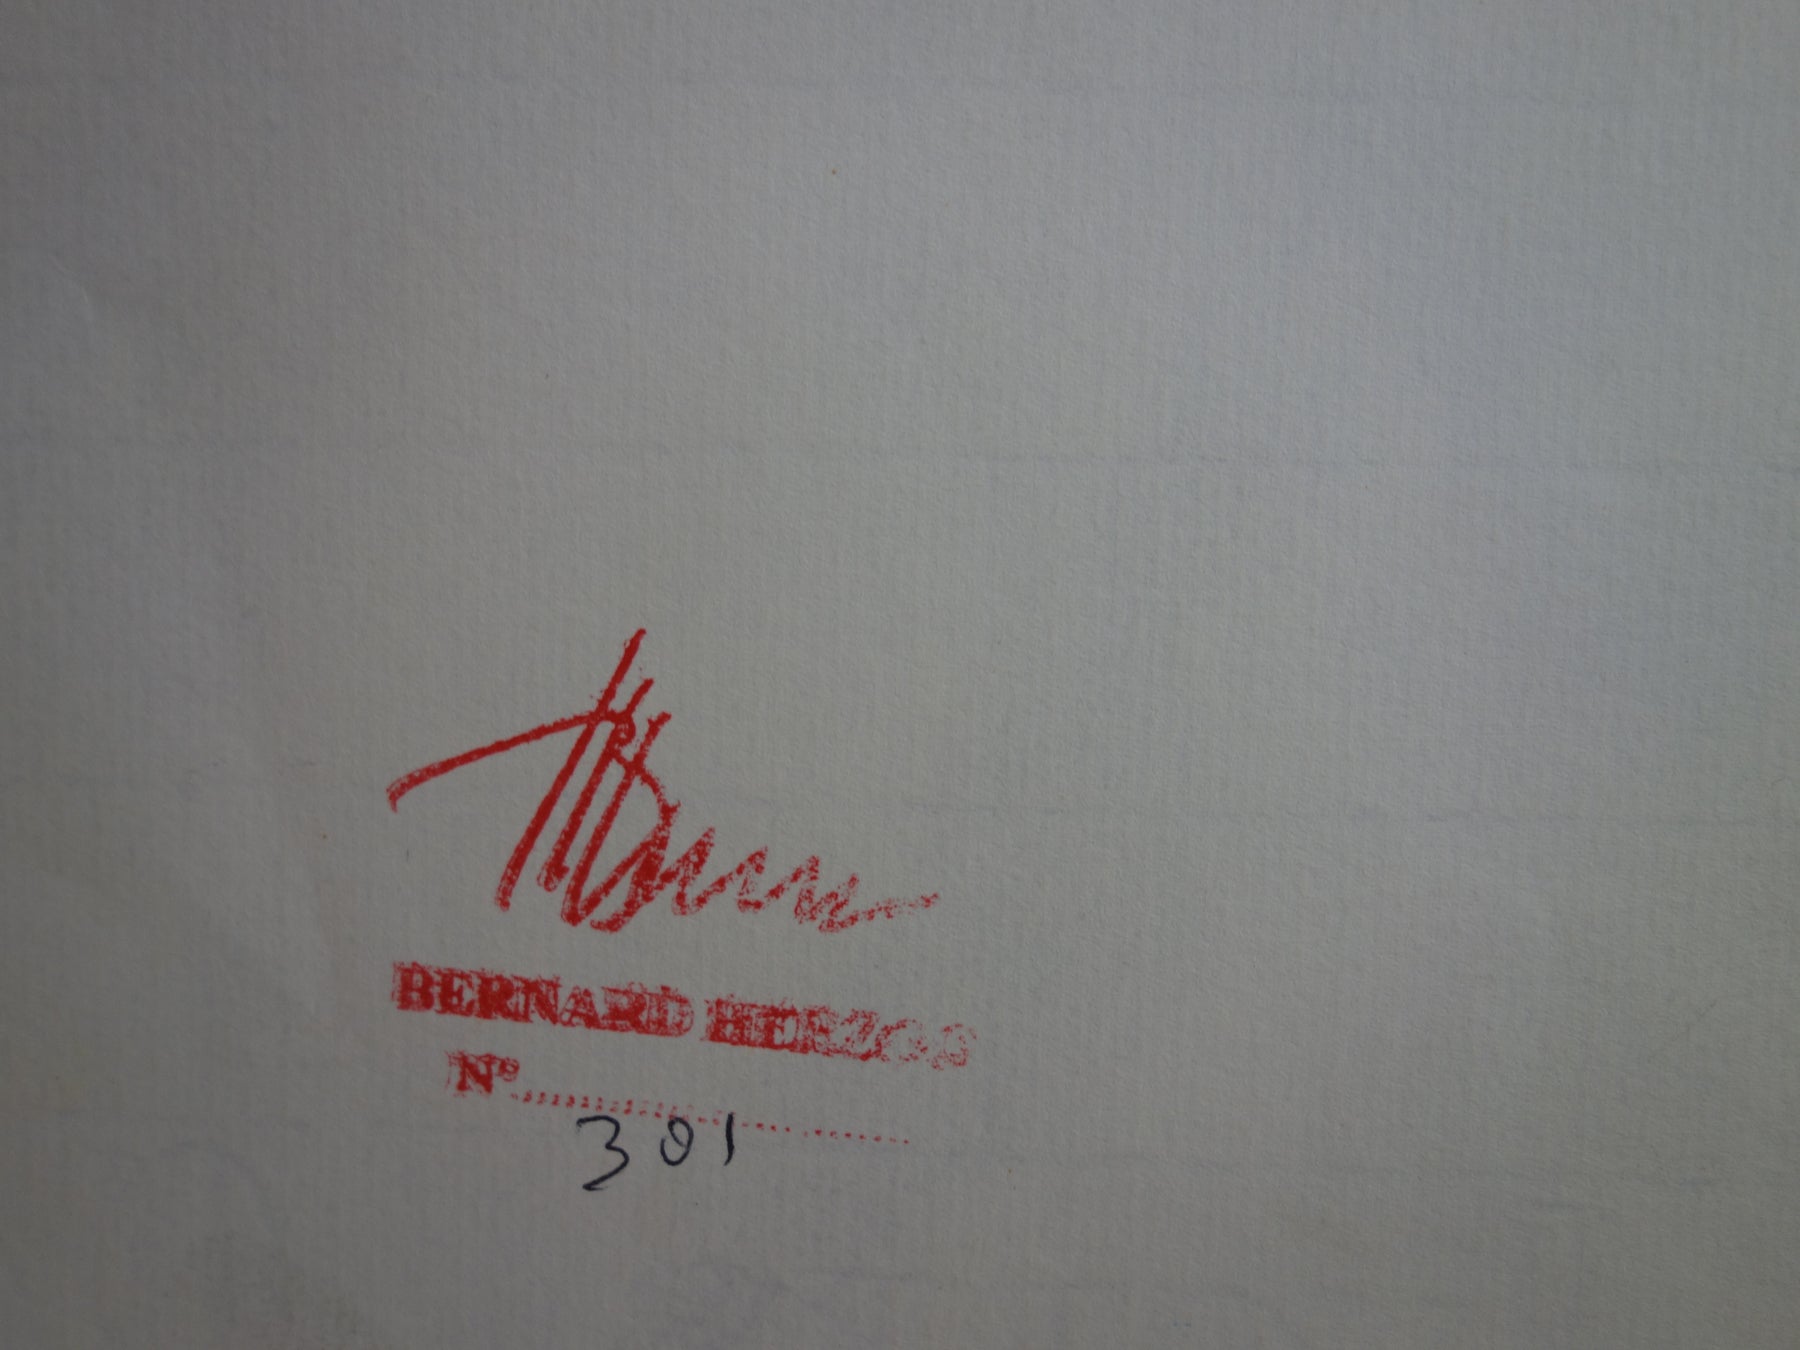 BERNARD HERZOG
N° ....................
301